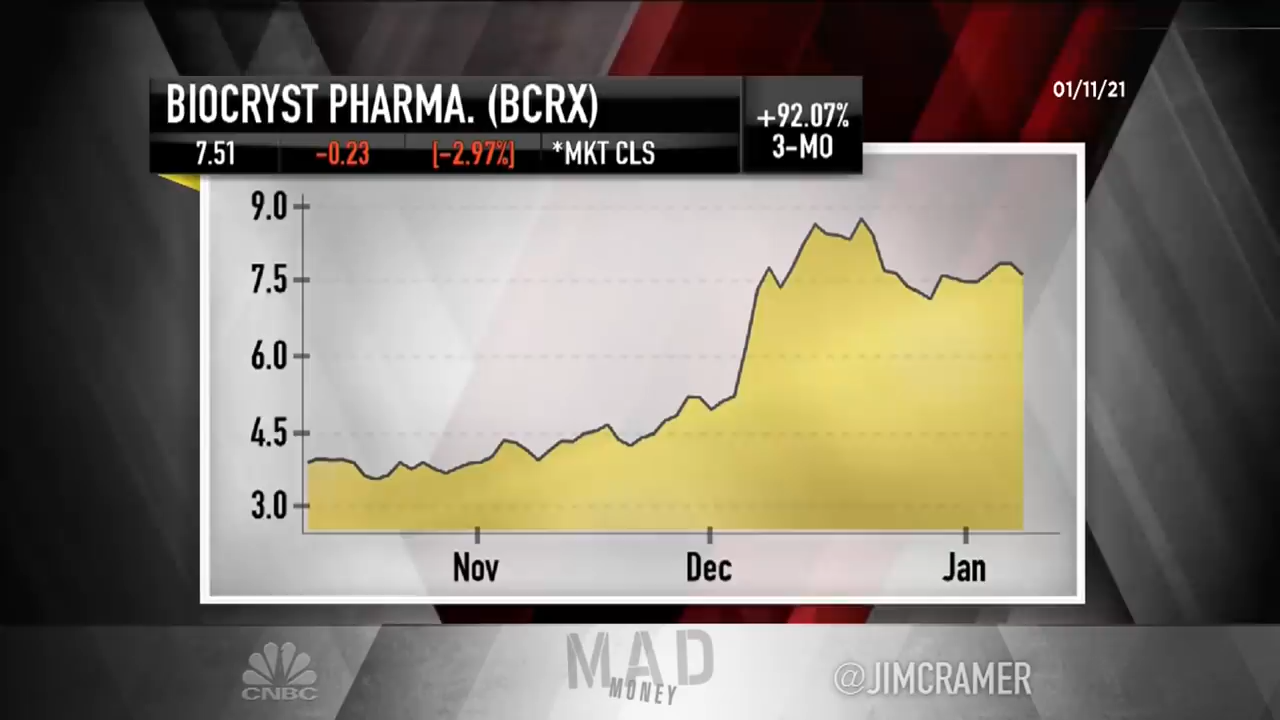 BIOCRYST PHARMA. (BCRX)
7.51 -0.23 [-2.97%] *MKT CLS
+92.07%
3-MO
01/11/21
9.0
7.5
6.0
4.5
3.0
Nov Dec Jan
CNBC
MAD
MONEY
@JIMCRAMER